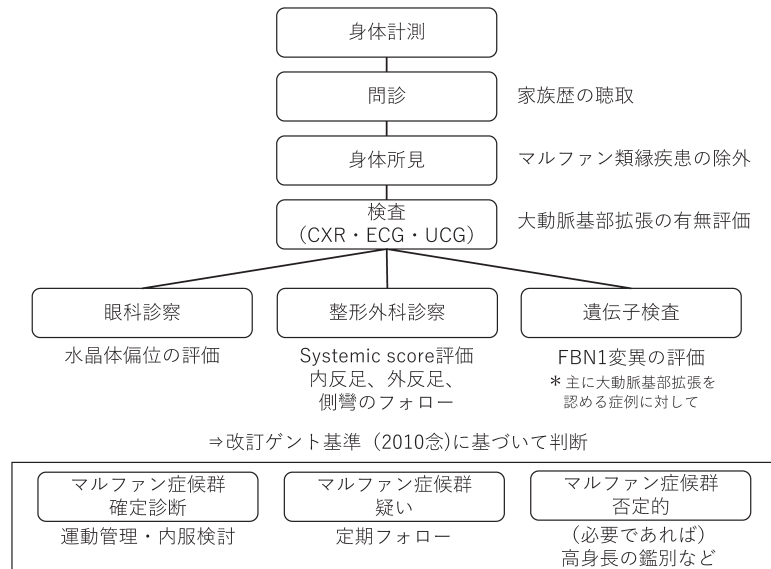 身体計測
問診
家族歴の聴取
身体所見
マルファン類縁疾患の除外
検査
（CXR・ECG・UCG）
大動脈基部拡張の有無評価
眼科診察
整形外科診察
遺伝子検査
水晶体偏位の評価
Systemic score評価
内反足、外反足、
側彎のフォロー
FBN1変異の評価
＊主に大動脈基部拡張を
認める症例に対して
⇒改訂ゲント基準（2010念)に基づいて判断
マルファン症候群
確定診断
マルファン症候群
疑い
マルファン症候群
否定的
運動管理・内服検討
定期フォロー
（必要であれば）
高身長の鑑別など